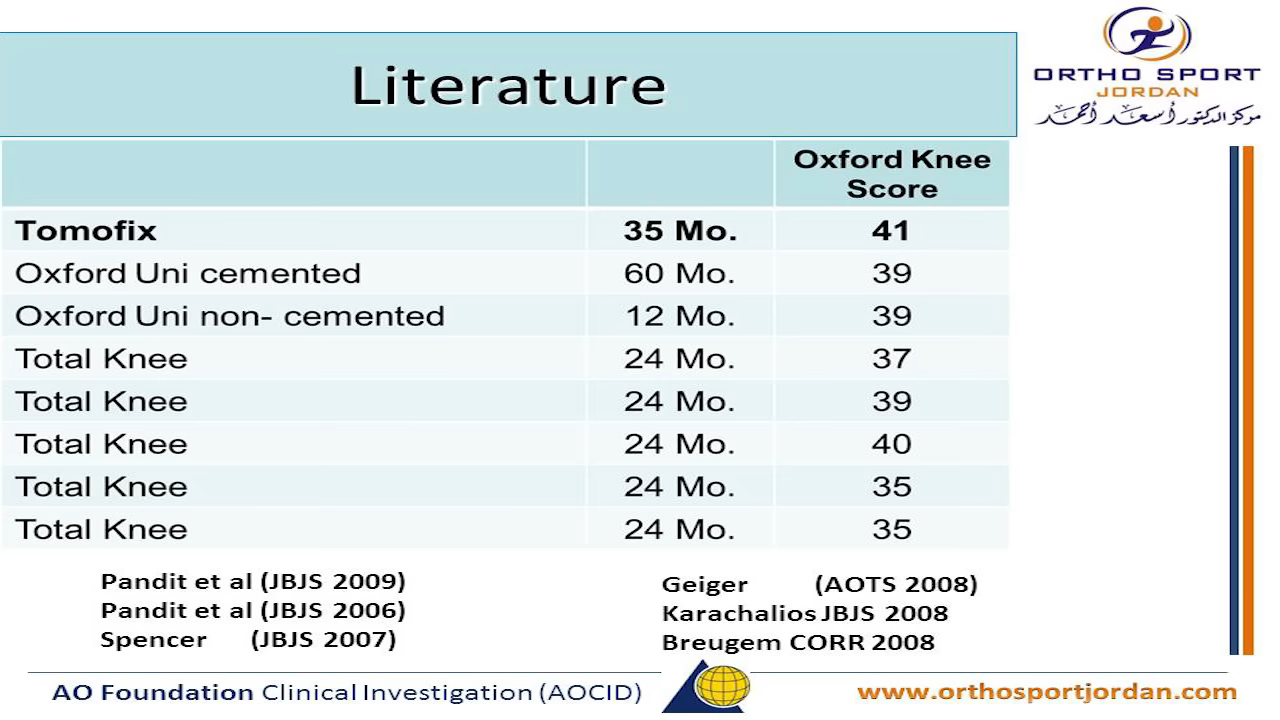 Literature
ORTHO SPORT
JORDAN
مركز الدكتور أسعد أحمد
Oxford Knee
Score
Tomofix 35 Mo. 41
Oxford Uni cemented 60 Mo. 39
Oxford Uni non- cemented 12 Mo. 39
Total Knee 24 Mo. 37
Total Knee 24 Mo. 39
Total Knee 24 Mo. 40
Total Knee 24 Mo. 35
Total Knee 24 Mo. 35
Pandit et al (JBJS 2009)
Pandit et al (JBJS 2006)
Spencer (JBJS 2007)
Geiger (AOTS 2008)
Karachalios JBJS 2008
Breugem CORR 2008
AO Foundation Clinical Investigation (AOCID)
www.orthosportjordan.com